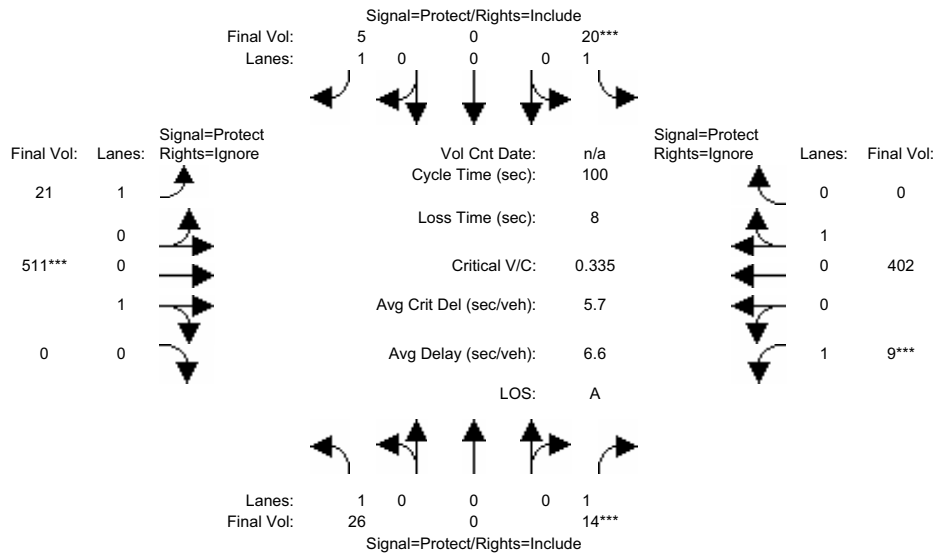 Signal=Protect/Rights=Include
Final Vol: 5 0 20***
Lanes: 1 0 0 0 1
Signal=Protect Signal=Protect
Final Vol: Lanes: Rights=Ignore Vol Cnt Date: n/a Rights=Ignore Lanes: Final Vol:
Cycle Time (sec): 100
21 1 0 0
Loss Time (sec): 8
0 1
511*** 0 Critical V/C: 0.335 0 402
1 Avg Crit Del (sec/veh): 5.7 0
0 0 Avg Delay (sec/veh): 6.6 1 9***
LOS: A
Lanes: 1 0 0 0 1
Final Vol: 26 0 14***
Signal=Protect/Rights=Include